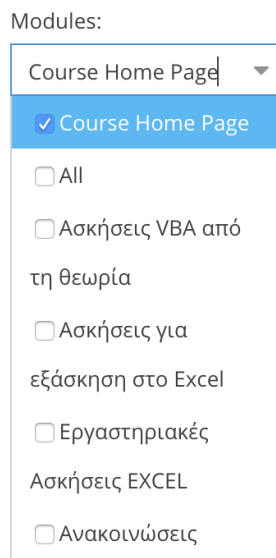 Modules:
Course Home Page
Course Home Page
All
Ασκήσεις VBA από
τη θεωρία
Ασκήσεις για
εξάσκηση στο Excel
Εργαστηριακές
Ασκήσεις EXCEL
Ανακοινώσεις